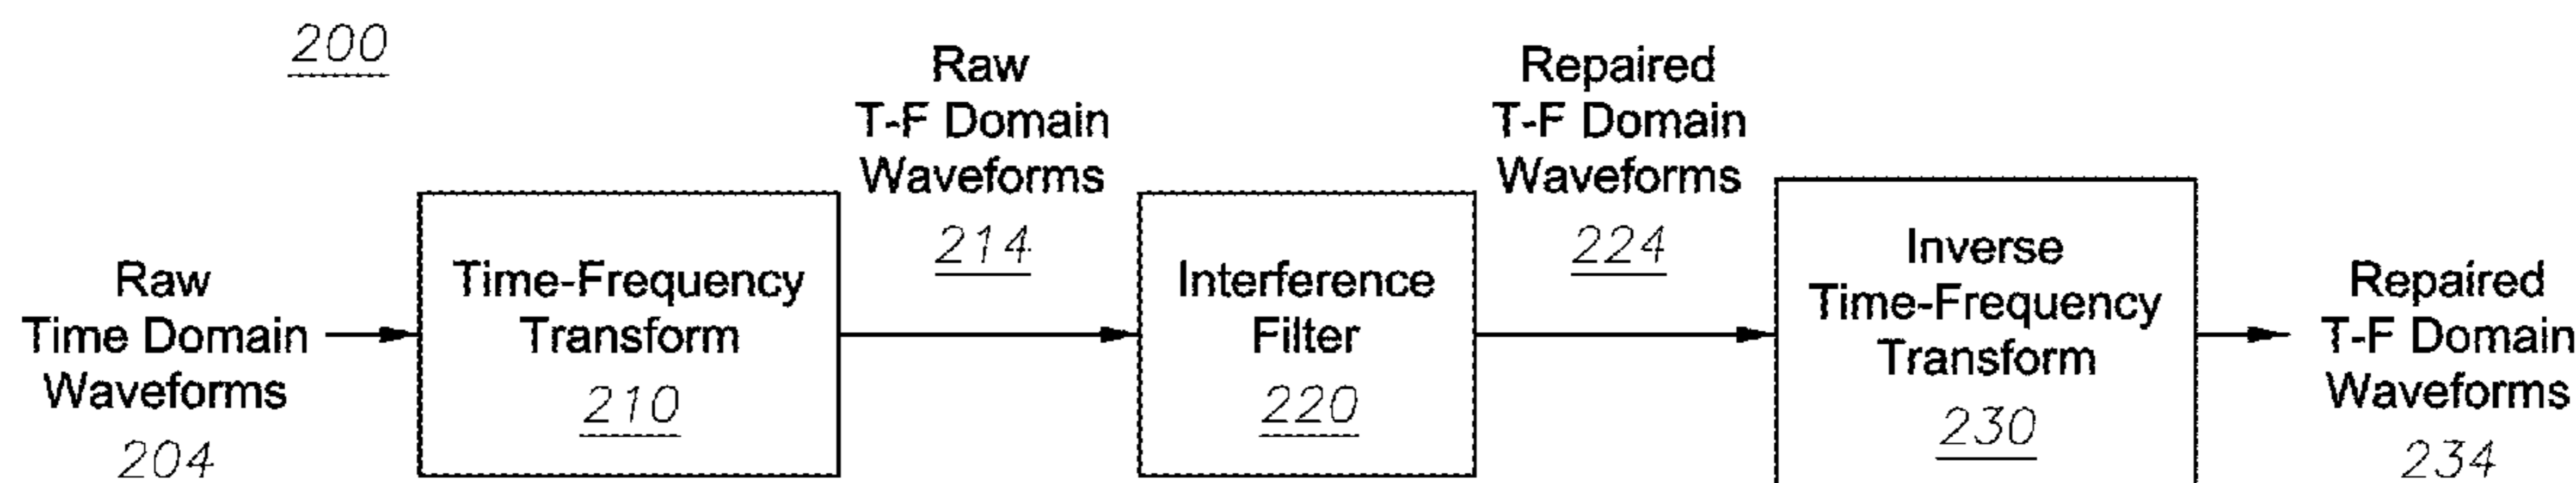 200
Raw
Time Domain
Waveforms
204
Time-Frequency
Transform
210
Raw
T-F Domain
Waveforms
214
Interference
Filter
220
Repaired
T-F Domain
Waveforms
224
Inverse
Time-Frequency
Transform
230
Repaired
T-F Domain
Waveforms
234